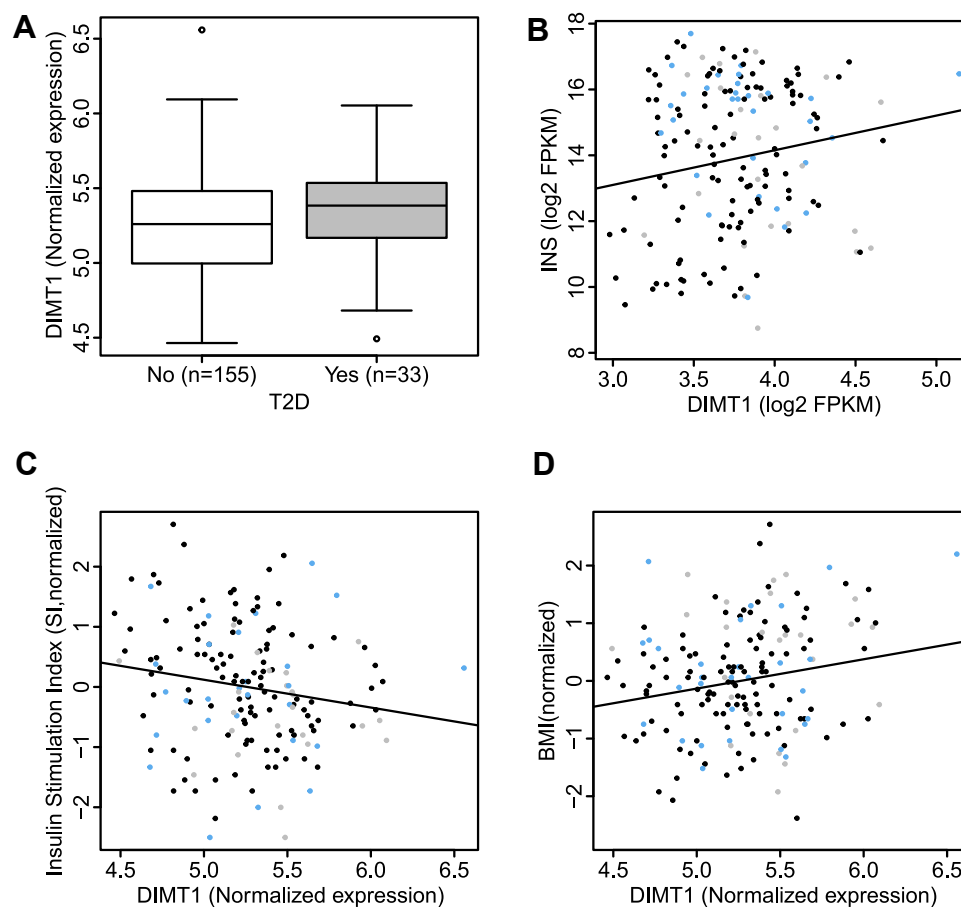 A
DIMT1 (Normalized expression)
6.5
6.0
5.5
5.0
4.5
No (n=155)
Yes (n=33)
T2D
B
INS (log2 FPKM)
18
16
14
12
10
8
3.0 3.5 4.0 4.5 5.0
DIMT1 (log2 FPKM)
C
Insulin Stimulation Index (SI,normalized)
2
1
0
−1
−2
4.5 5.0 5.5 6.0 6.5
DIMT1 (Normalized expression)
D
BMI(normalized)
2
1
0
−1
−2
4.5 5.0 5.5 6.0 6.5
DIMT1 (Normalized expression)